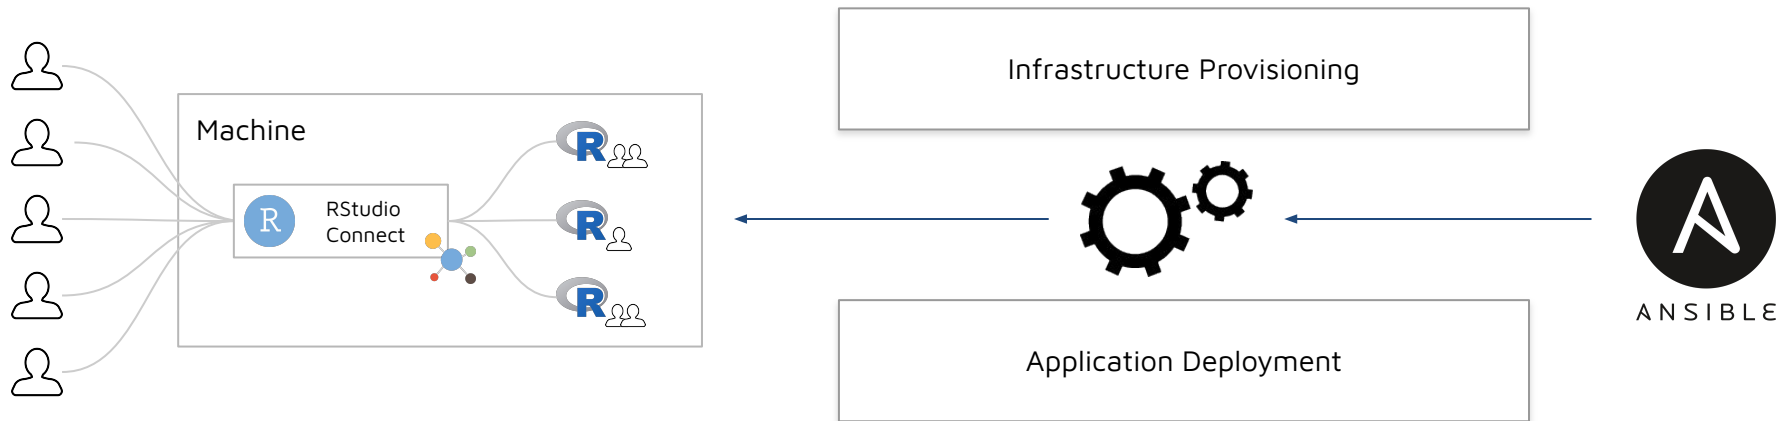 Machine
R
RStudio
Connect
R
R
R
Infrastructure Provisioning
Application Deployment
A
ANSIBLE